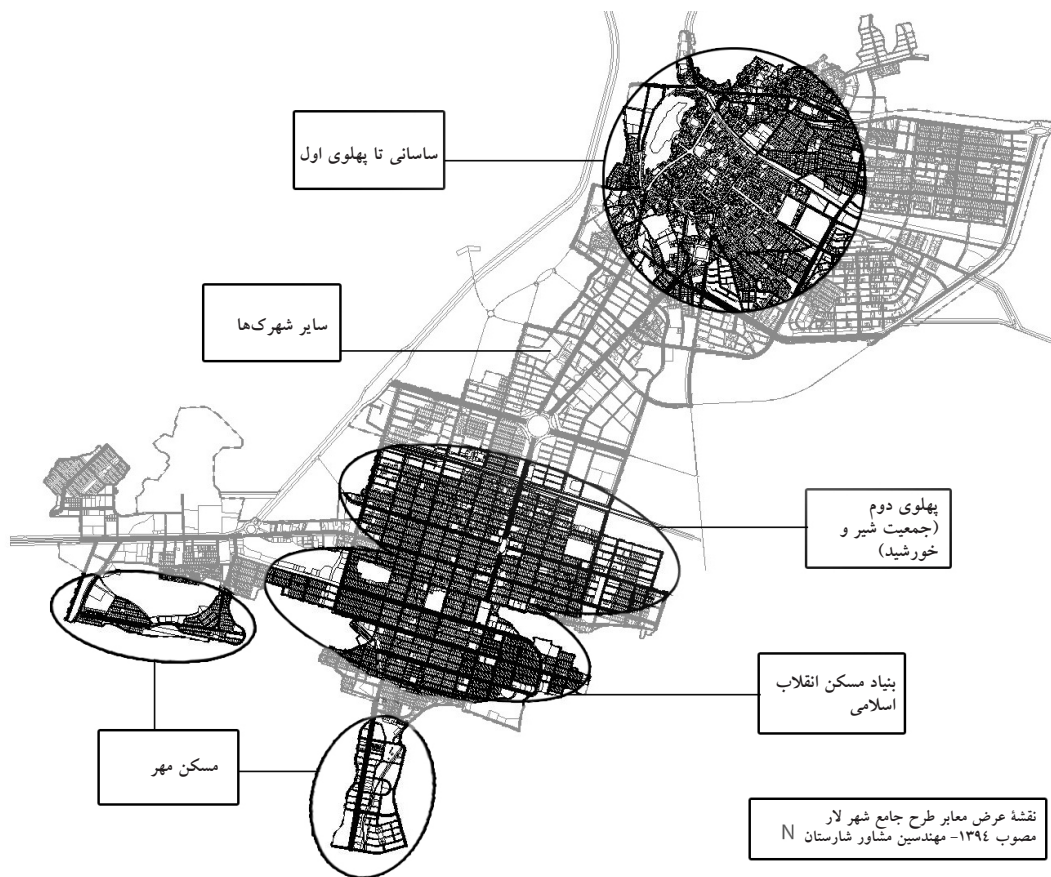 ساسانی تا پهلوی اول
سایر شهرک‌ها
پهلوی دوم
(جمعیت شیر و
خورشید)
بنیاد مسکن انقلاب
اسلامی
مسکن مهر
نقشهٔ عرض معابر طرح جامع شهر لار
مصوب ۱۳۹۴- مهندسین مشاور شارستان N